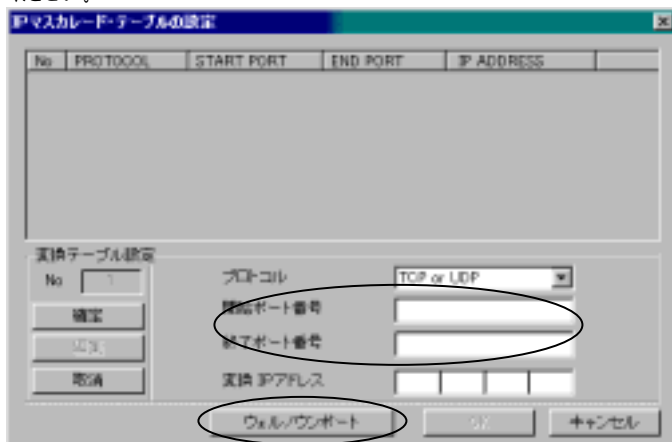 IPマスカレード・テーブルの設定
No PROTOCOL START PORT END PORT IP ADDRESS
変換テーブル設定
No 1
プロトコル TCP or UDP
開始ポート番号
確定
終了ポート番号
取消
変換 IPアドレス
ウェルノウンポート OK キャンセル